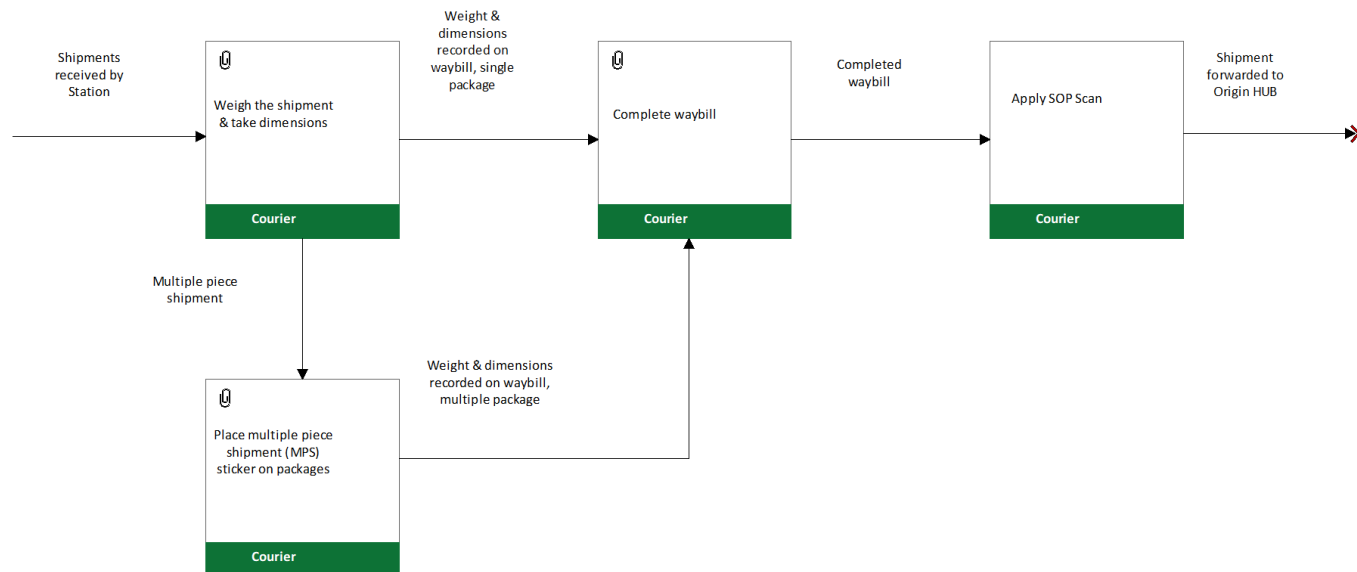 Shipments
received by
Station
Weigh the shipment
& take dimensions
Courier
Weight &
dimensions
recorded on
waybill, single
package
Complete waybill
Courier
Completed
waybill
Apply SOP Scan
Courier
Shipment
forwarded to
Origin HUB
Multiple piece
shipment
Place multiple piece
shipment (MPS)
sticker on packages
Courier
Weight & dimensions
recorded on waybill,
multiple package